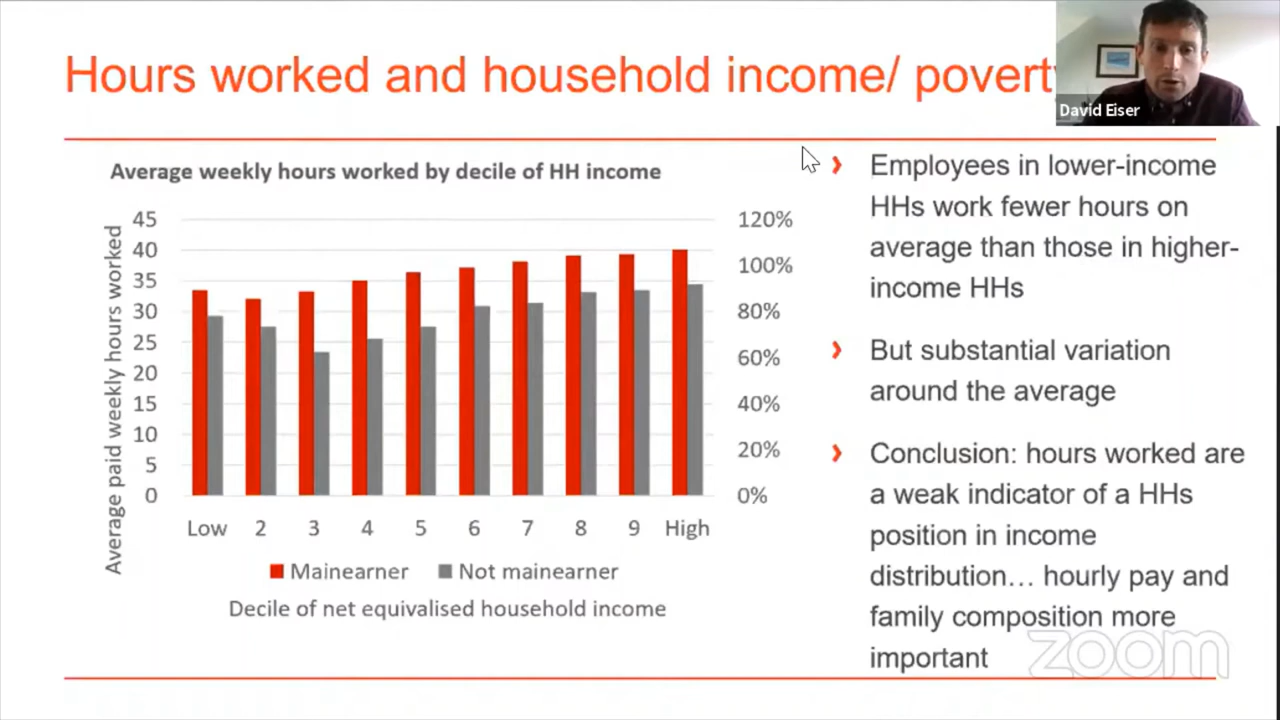 Hours worked and household income/ povert
David Eiser
Average weekly hours worked by decile of HH income
Average paid weekly hours worked
45
40
35
30
25
20
15
10
5
0
120%
100%
80%
60%
40%
20%
0%
Low 2 3 4 5 6 7 8 9 High
Mainearner Not mainearner
Decile of net equivalised household income
Employees in lower-income
HHs work fewer hours on
average than those in higher-
income HHs
But substantial variation
around the average
Conclusion: hours worked are
a weak indicator of a HHs
position in income
distribution… hourly pay and
family composition more
important
zoom